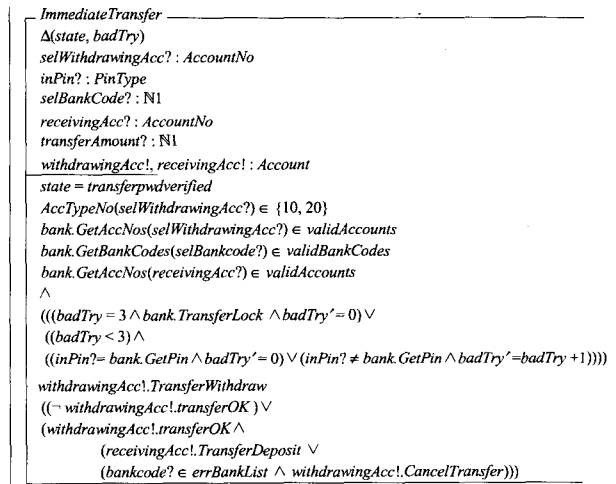 ImmediateTransfer
Δ(state, badTry)
selWithdrawingAcc? : AccountNo
inPin? : PinType
selBankCode? : ℕ1
receivingAcc? : AccountNo
transferAmount? : ℕ1
withdrawingAcc!, receivingAcc! : Account
state = transferpwdverified
AccTypeNo(selWithdrawingAcc?) ∈ {10, 20}
bank.GetAccNos(selWithdrawingAcc?) ∈ validAccounts
bank.GetBankCodes(selBankcode?) ∈ validBankCodes
bank.GetAccNos(receivingAcc?) ∈ validAccounts
∧
(((badTry = 3 ∧ bank.TransferLock ∧ badTry′= 0) ∨
((badTry < 3) ∧
((inPin?= bank.GetPin ∧ badTry′= 0) ∨ (inPin? ≠ bank.GetPin ∧ badTry′=badTry +1))))
withdrawingAcc!.TransferWithdraw
((¬ withdrawingAcc!.transferOK ) ∨
(withdrawingAcc!.transferOK ∧
(receivingAcc!.TransferDeposit ∨
(bankcode? ∈ errBankList ∧ withdrawingAcc!.CancelTransfer)))